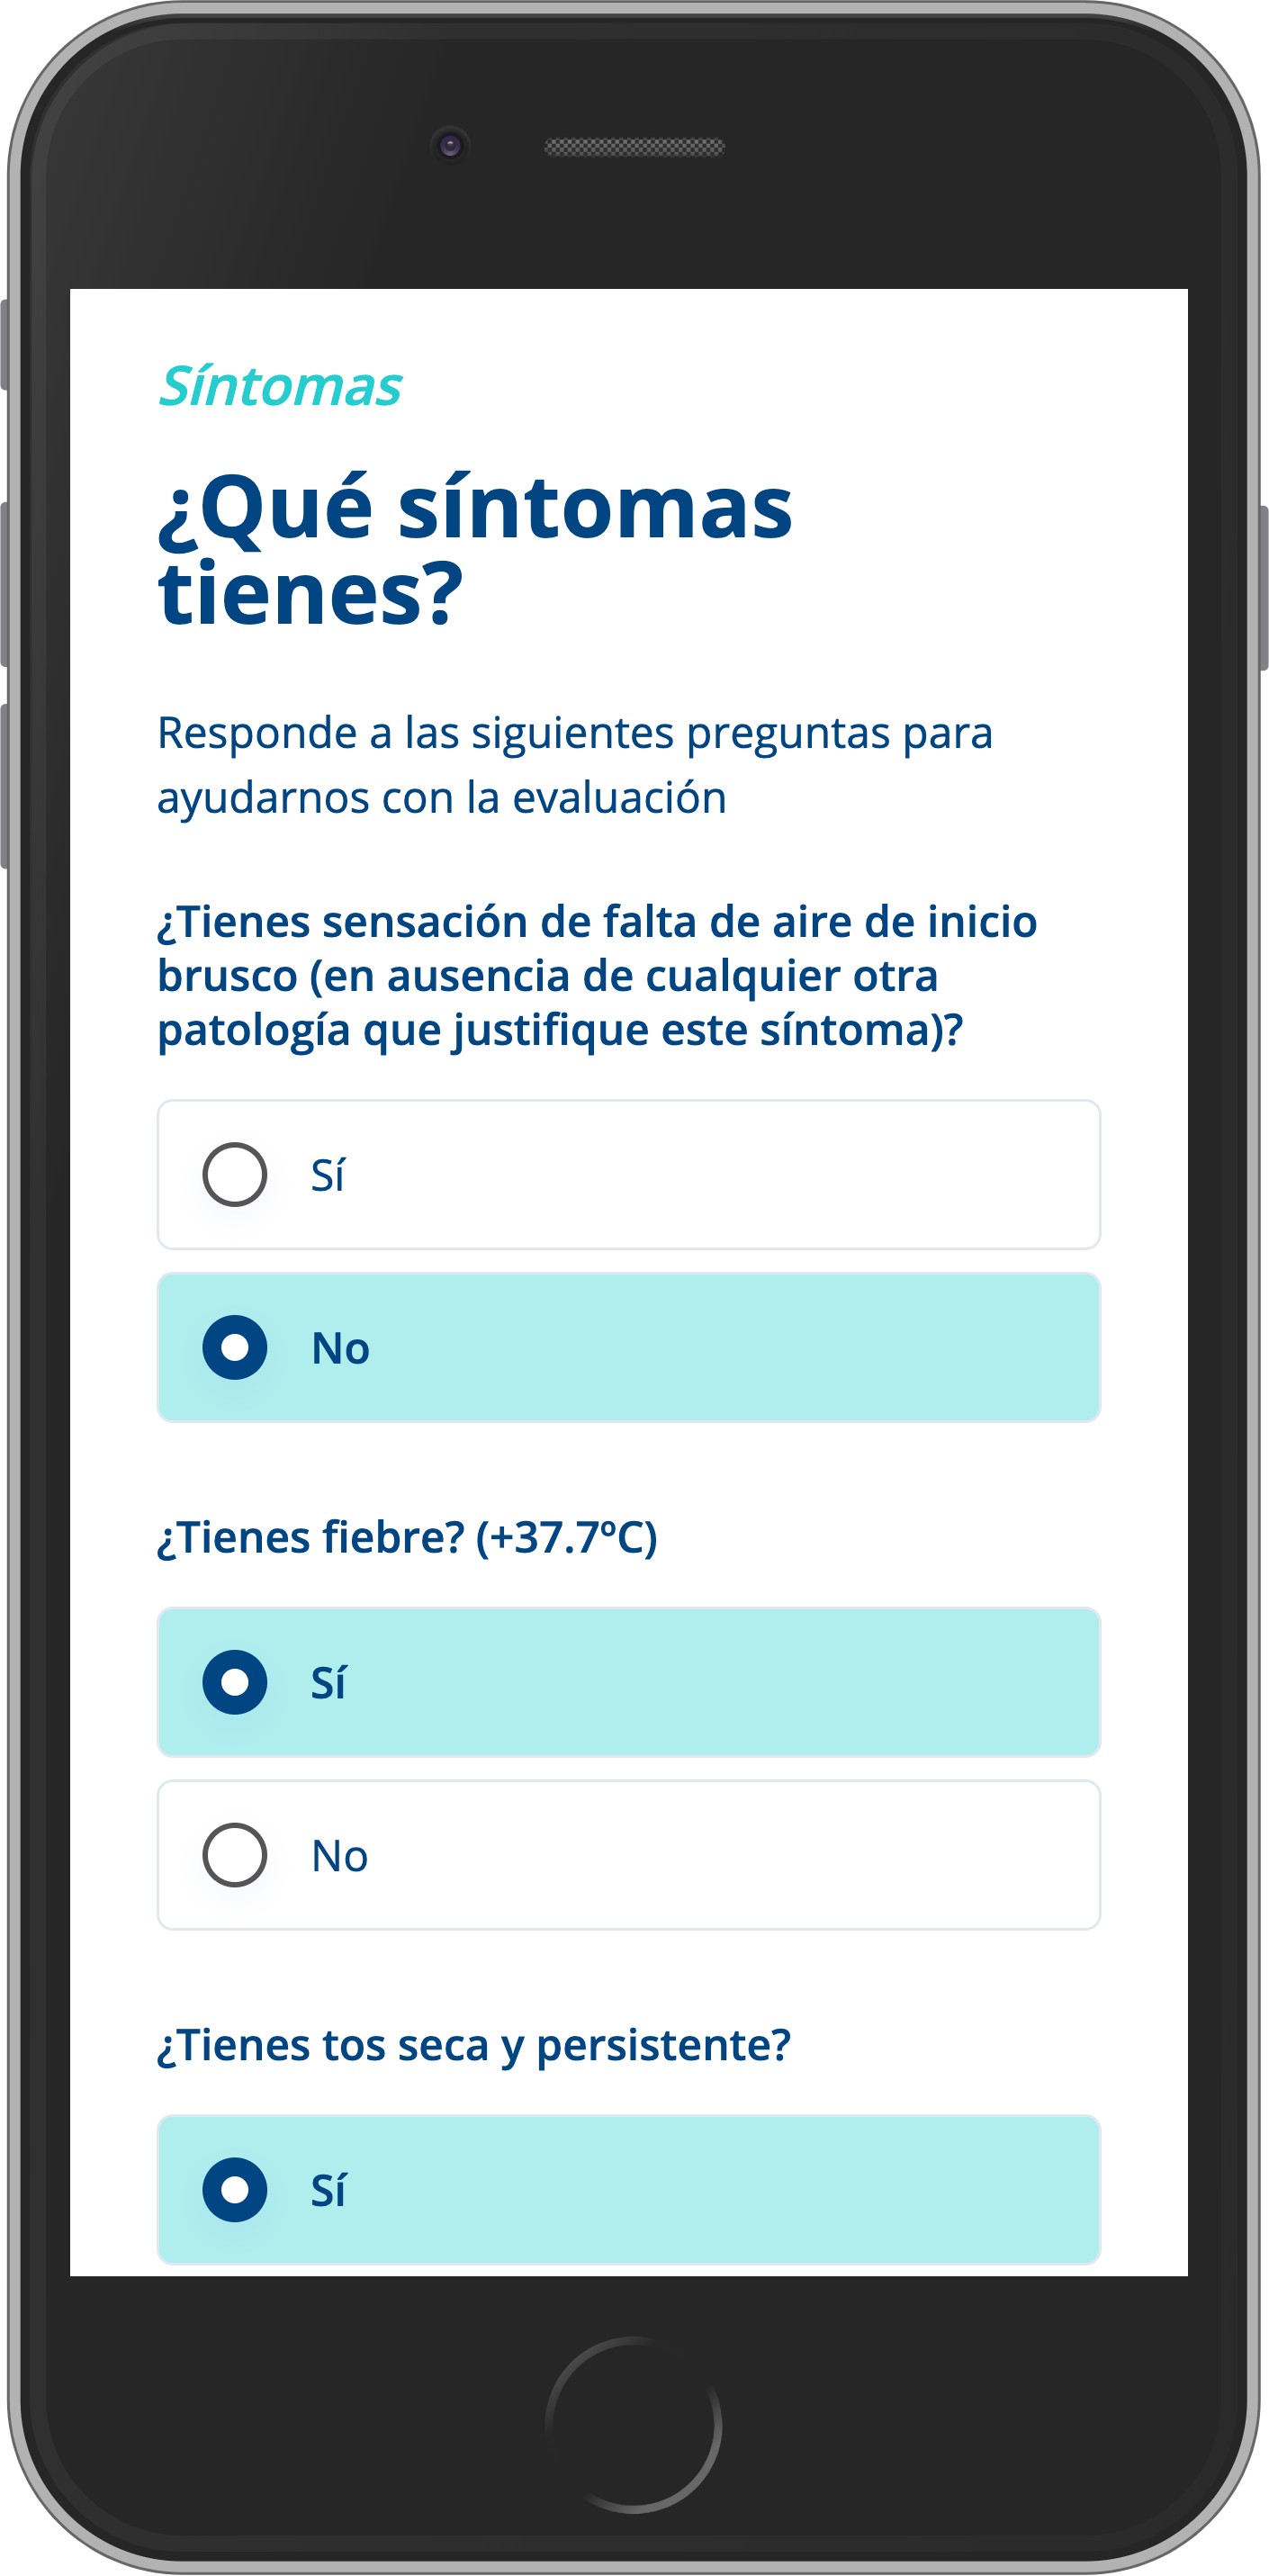 Síntomas
¿Qué síntomas
tienes?
Responde a las siguientes preguntas para
ayudarnos con la evaluación
¿Tienes sensación de falta de aire de inicio
brusco (en ausencia de cualquier otra
patología que justifique este síntoma)?
Sí
No
¿Tienes fiebre? (+37.7ºC)
Sí
No
¿Tienes tos seca y persistente?
Sí